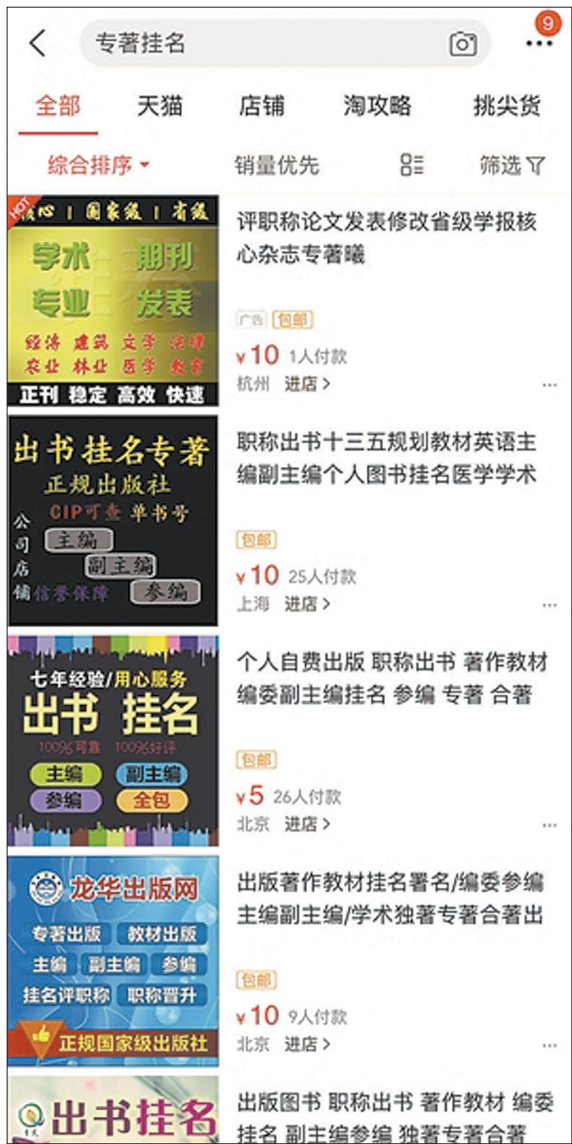 9
专著挂名
全部 天猫 店铺 淘攻略 挑尖货
综合排序 销量优先 筛选
HOT
核心 | 国家级 | 省级
学术 期刊
专业 发表
经济 建筑 文学 法律
农业 林业 医学 教育
正刊 稳定 高效 快速
评职称论文发表修改省级学报核
心杂志专著曦
广告 包邮
¥10 1人付款
杭州 进店 >
出书挂名专著
正规出版社
CIP可查 单书号
公司店铺
主编
副主编
参编
信誉保障
职称出书十三五规划教材英语主
编副主编个人图书挂名医学学术
包邮
¥10 25人付款
上海 进店 >
七年经验/用心服务
出书 挂名
100%可靠 100%好评
主编 副主编
参编 全包
个人自费出版 职称出书 著作教材
编委副主编挂名 参编 专著 合著
包邮
¥5 26人付款
北京 进店 >
龙华出版网
专著出版 教材出版
主编 副主编 参编
挂名评职称 职称晋升
正规国家级出版社
出版著作教材挂名署名/编委参编
主编副主编/学术独著专著合著出
包邮
¥10 9人付款
北京 进店 >
出书挂名
出版图书 职称出书 著作教材 编委
挂名 副主编参编 独著专著合著